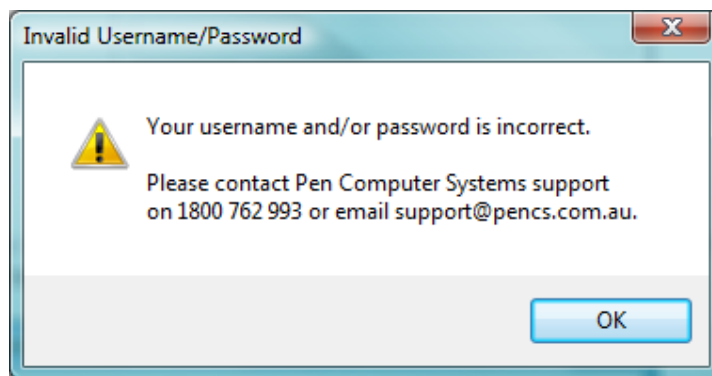 Invalid Username/Password
Your username and/or password is incorrect.
Please contact Pen Computer Systems support
on 1800 762 993 or email support@pencs.com.au.
OK